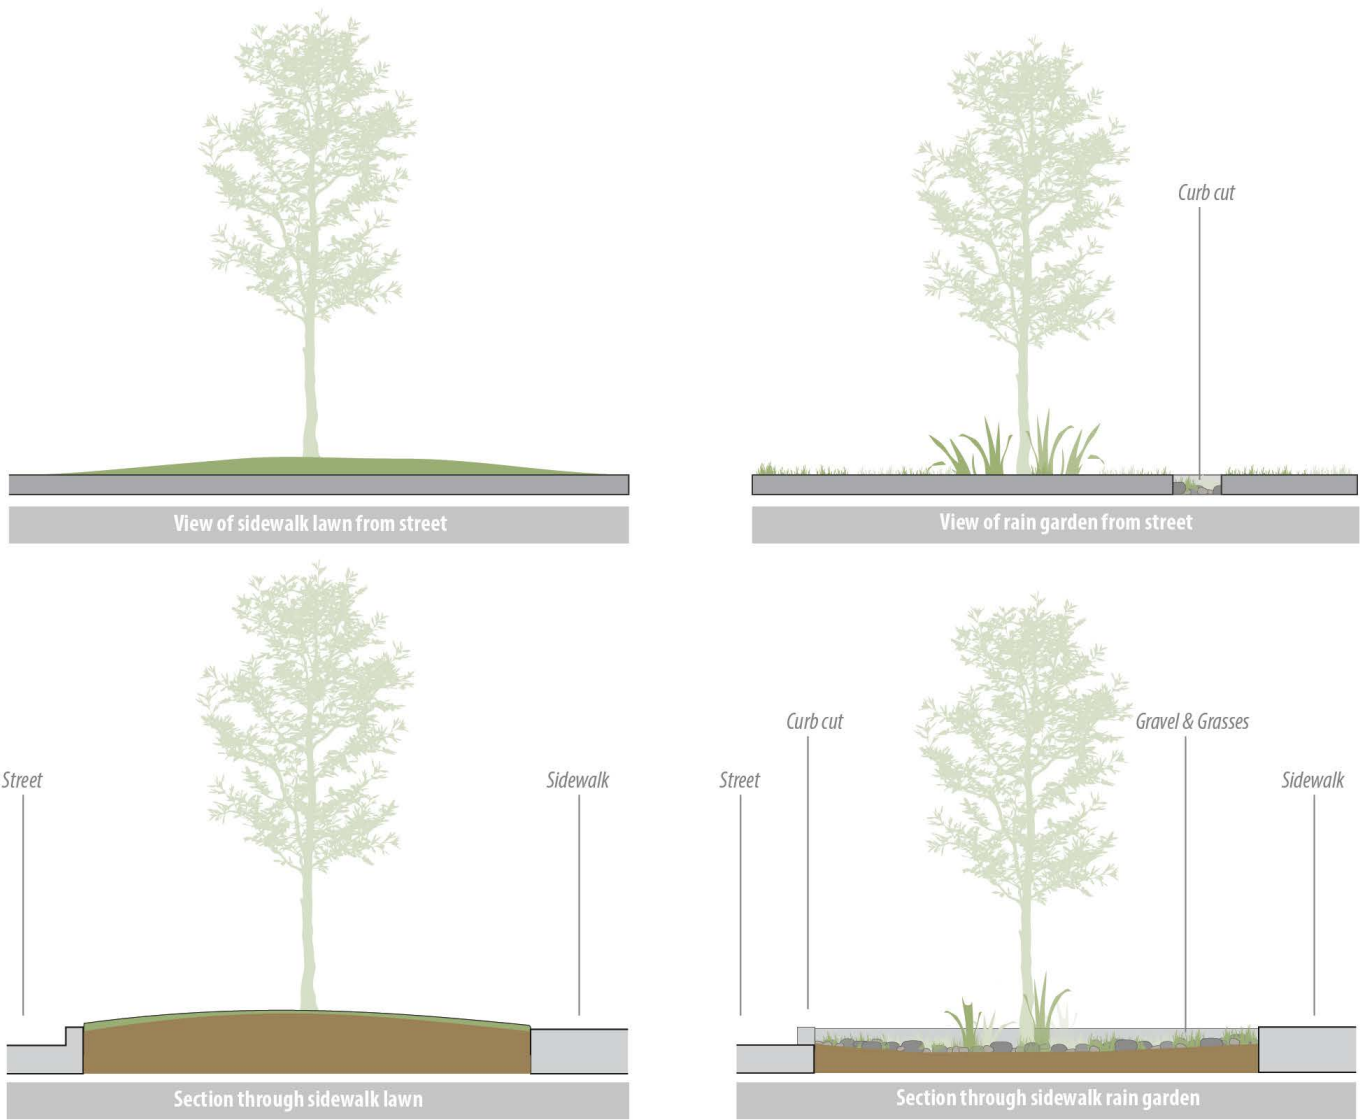 Curb cut
View of sidewalk lawn from street
View of rain garden from street
Street
Sidewalk
Section through sidewalk lawn
Curb cut
Gravel & Grasses
Street
Sidewalk
Section through sidewalk rain garden